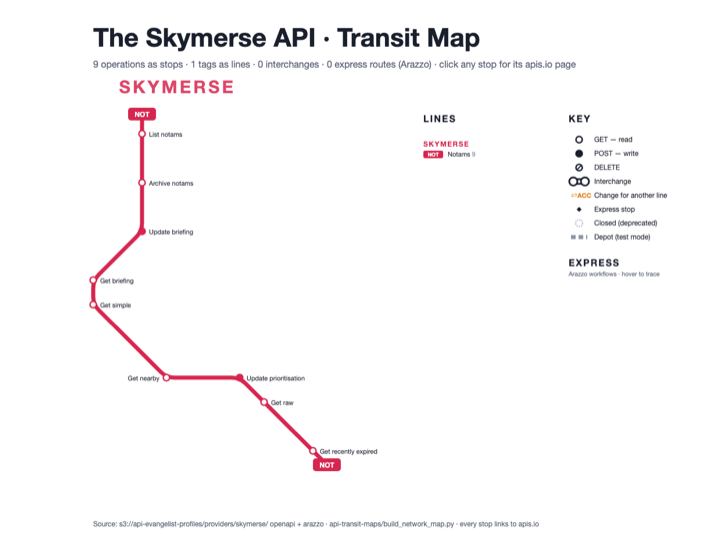 The Skymerse API · Transit Map
9 operations as stops · 1 tags as lines · 0 interchanges · 0 express routes (Arazzo) · click any stop for its apis.io page
SKYMERSE
NOT
List notams
Archive notams
Update briefing
Get briefing
Get simple
Get nearby
Update prioritisation
Get raw
Get recently expired
NOT
LINES
SKYMERSE
NOT Notams 9
KEY
GET — read
POST — write
DELETE
Interchange
⇄ACC Change for another line
Express stop
Closed (deprecated)
Depot (test mode)
EXPRESS
Arazzo workflows · hover to trace
Source: s3://api-evangelist-profiles/providers/skymerse/ openapi + arazzo · api-transit-maps/build_network_map.py · every stop links to apis.io